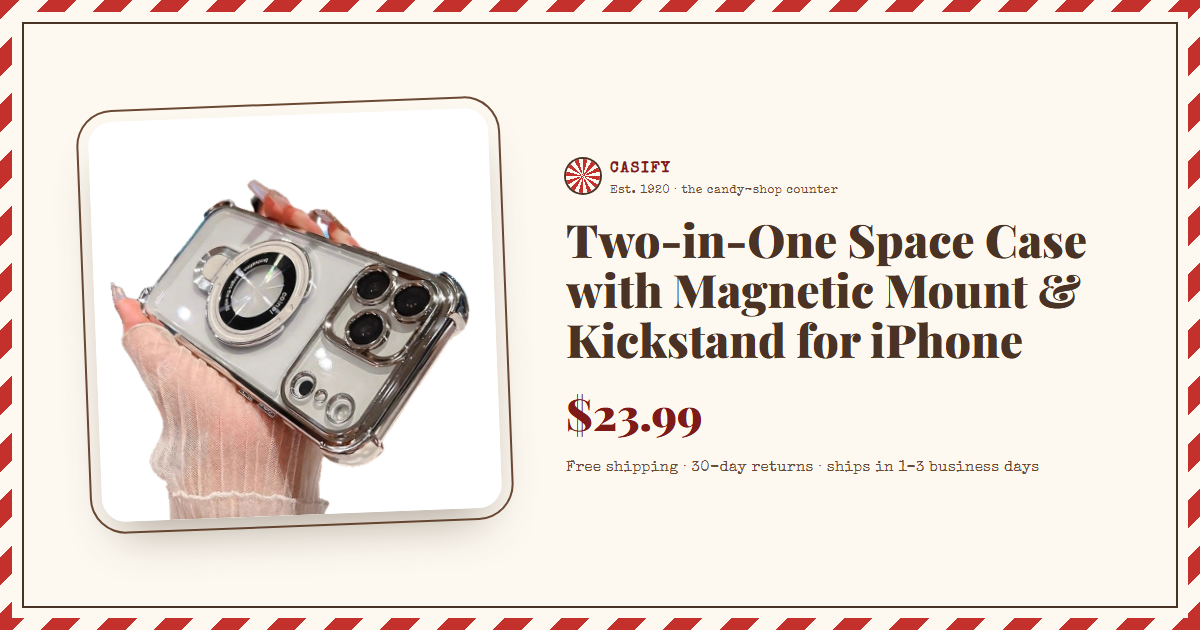 CASIFY
Est. 1920 · the candy-shop counter
Two-in-One Space Case
with Magnetic Mount &
Kickstand for iPhone
$23.99
Free shipping · 30-day returns · ships in 1-3 business days